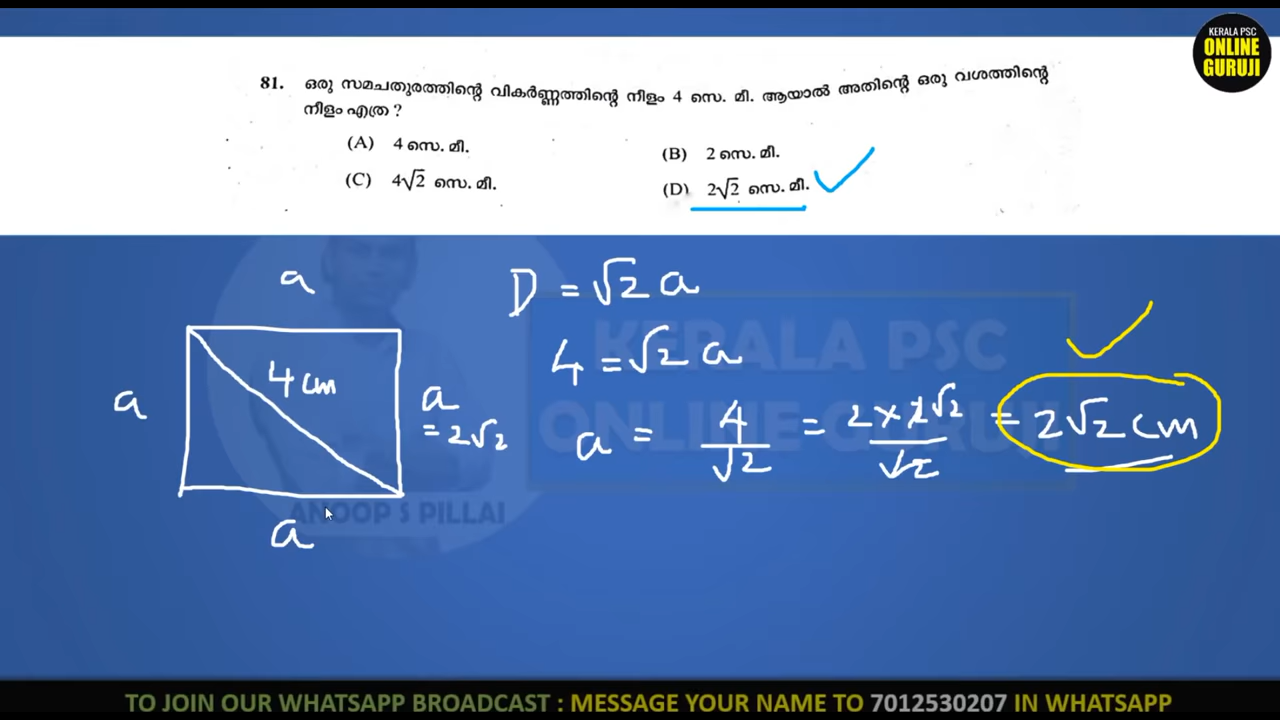 KERALA PSC
ONLINE
GURUJI
81. ഒരു സമചതുരത്തിന്റെ വികർണ്ണത്തിന്റെ നീളം 4 സെ. മീ. ആയാൽ അതിന്റെ ഒരു വശത്തിന്റെ
നീളം എത്ര ?
(A) 4 സെ. മീ.
(B) 2 സെ. മീ.
(C) 4√2 സെ. മീ.
(D) 2√2 സെ. മീ.
a
D = √2 a
4 cm
4 = √2 a
a
a
= 2√2
a = 4/√2 = 2 × 2 √2/√2 = 2√2 cm
a
KERALA PSC
ONLINE GURUJI
ANOOP S PILLAI
TO JOIN OUR WHATSAPP BROADCAST : MESSAGE YOUR NAME TO 7012530207 IN WHATSAPP